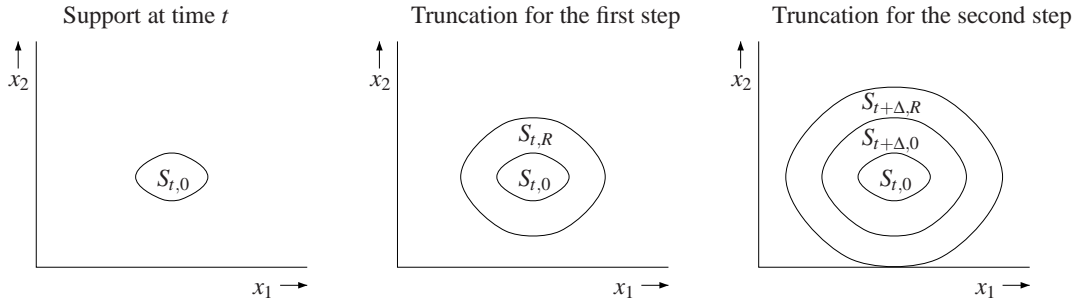 Support at time t
x₂
S_{t,0}
x₁
Truncation for the first step
x₂
S_{t,R}
S_{t,0}
x₁
Truncation for the second step
x₂
S_{t+Δ,R}
S_{t+Δ,0}
S_{t,0}
x₁